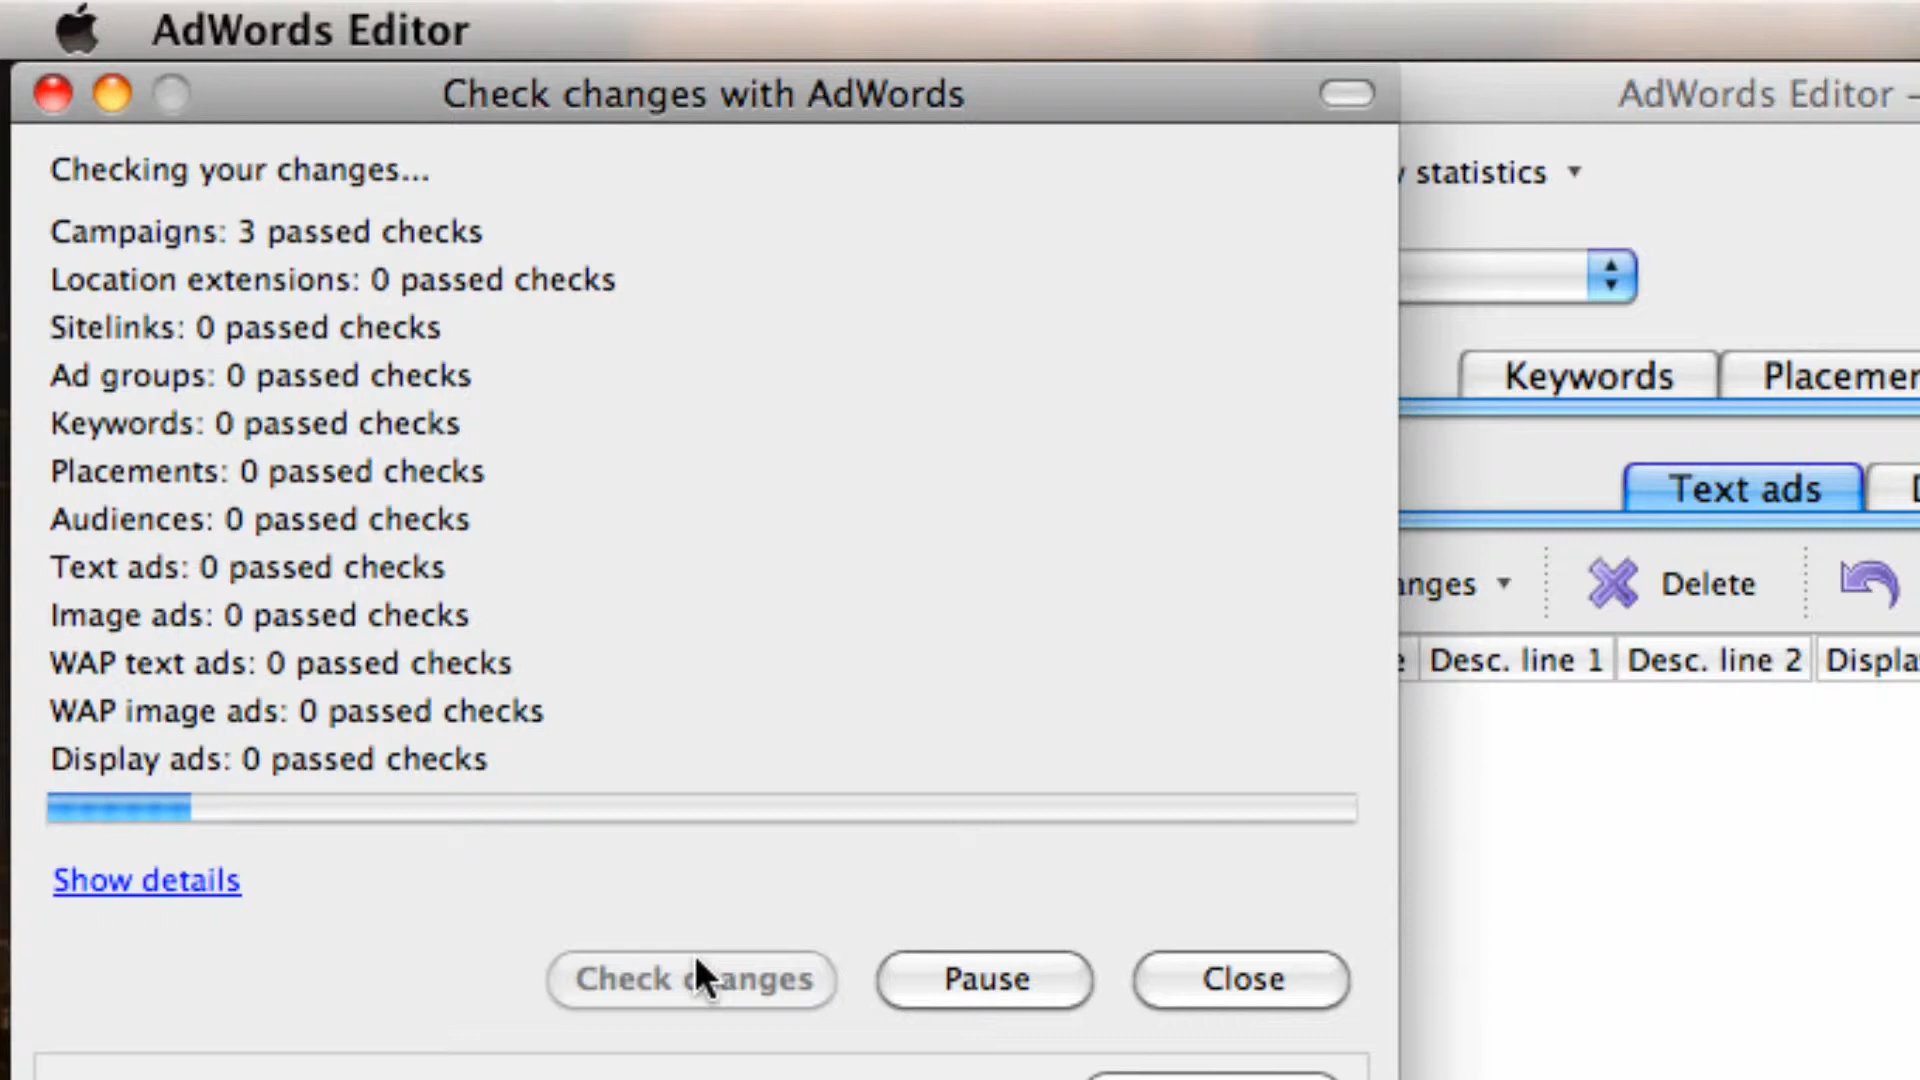 AdWords Editor
Check changes with AdWords
AdWords Editor –
Checking your changes...
statistics
Campaigns: 3 passed checks
Location extensions: 0 passed checks
Sitelinks: 0 passed checks
Ad groups: 0 passed checks
Keywords
Keywords: 0 passed checks
Placements: 0 passed checks
Text ads
Audiences: 0 passed checks
Text ads: 0 passed checks
Delete
Image ads: 0 passed checks
WAP text ads: 0 passed checks
Desc. line 1 Desc. line 2
WAP image ads: 0 passed checks
Display ads: 0 passed checks
Show details
Check changes Pause Close